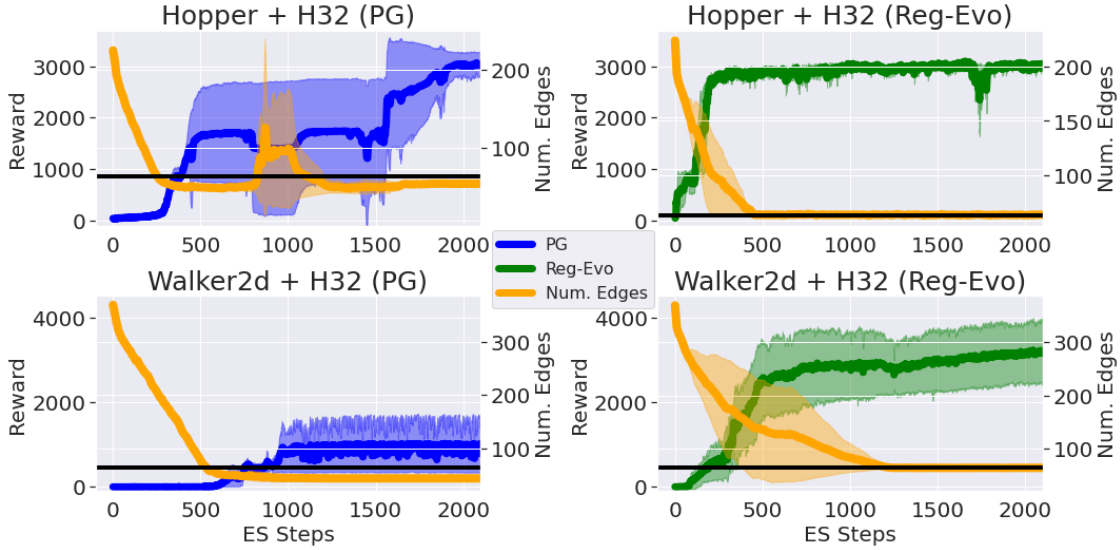 Hopper + H32 (PG)
Hopper + H32 (Reg-Evo)
Reward
3000
2000
1000
0
200
100
Num. Edges
0 500 1000 1500 2000
Reward
3000
2000
1000
0
200
150
100
Num. Edges
0 500 1000 1500 2000
PG
Reg-Evo
Num. Edges
Walker2d + H32 (PG)
Walker2d + H32 (Reg-Evo)
Reward
4000
2000
0
300
200
100
Num. Edges
0 500 1000 1500 2000
ES Steps
Reward
4000
2000
0
300
200
100
Num. Edges
0 500 1000 1500 2000
ES Steps